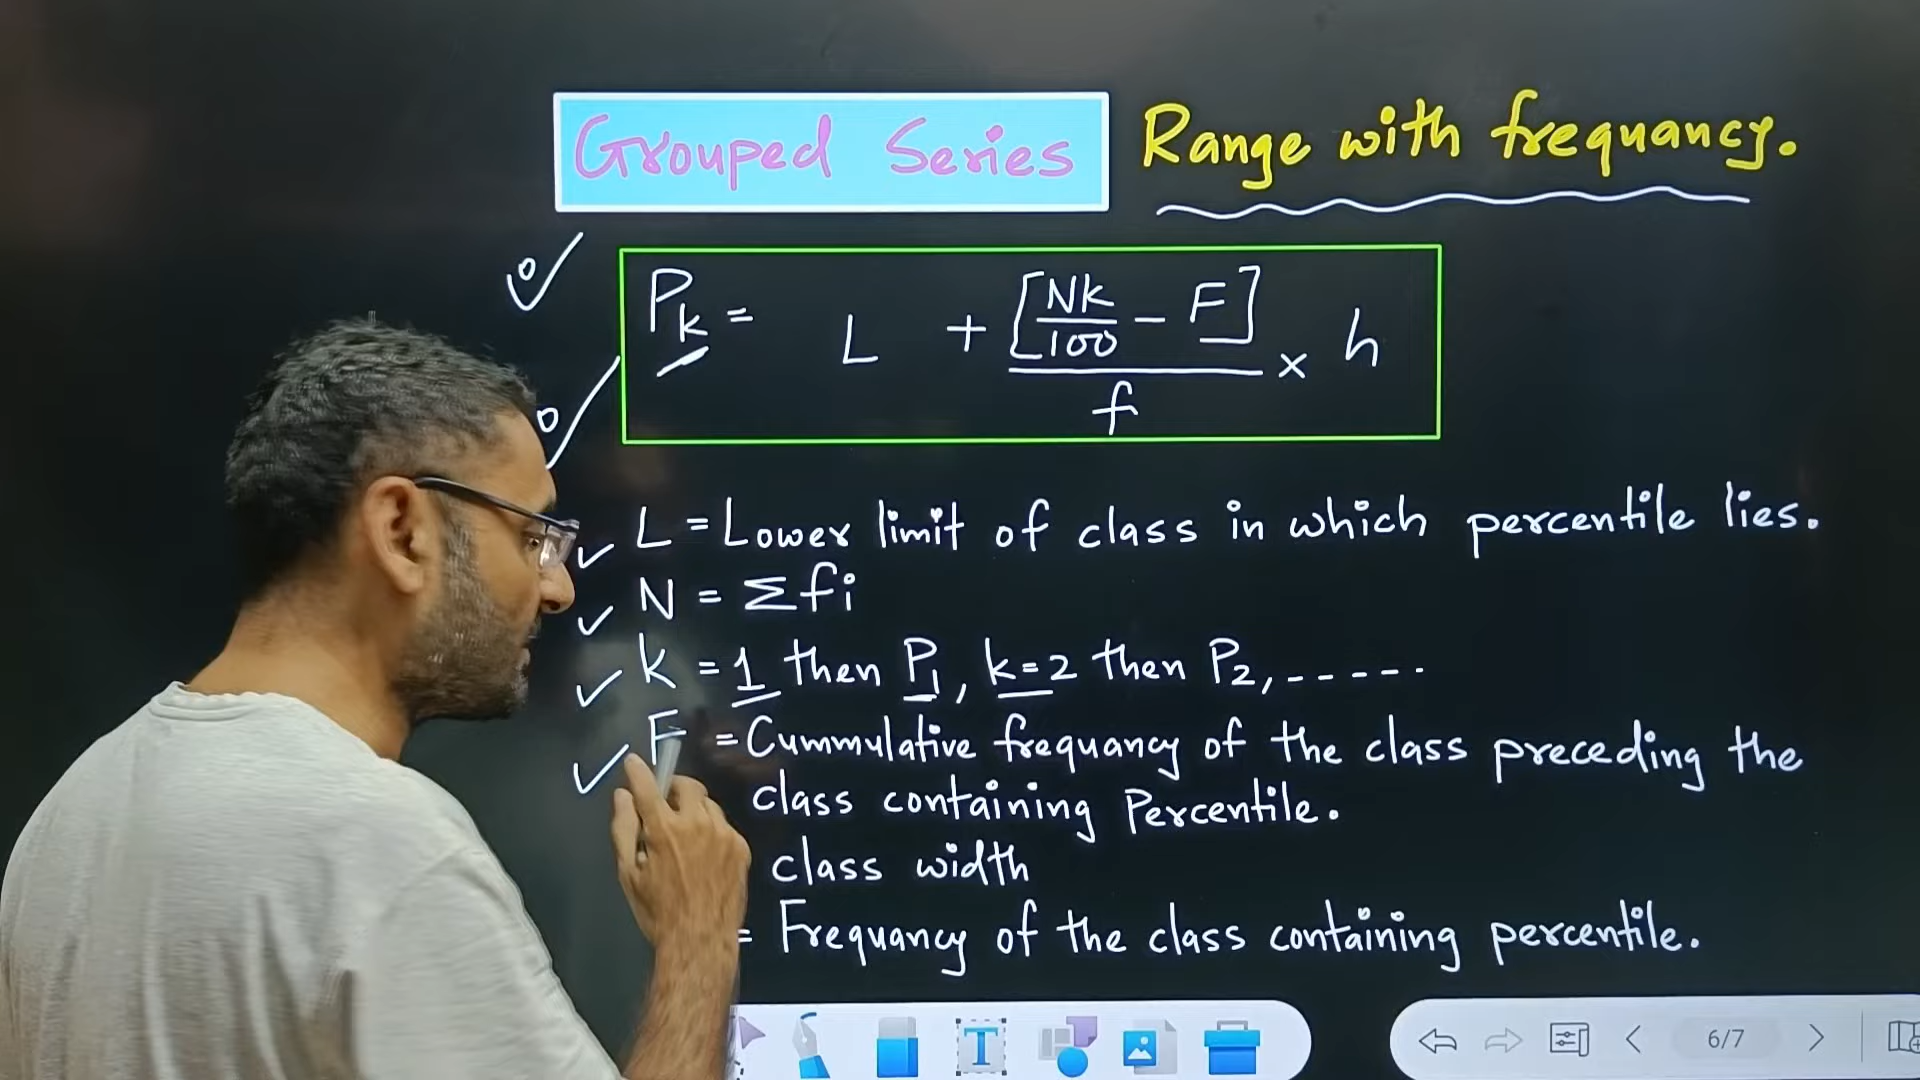 Grouped Series Range with frequancy.
Pk = L + [Nk/100 - F]/f × h
L = Lower limit of class in which percentile lies.
N = Σfi
k = 1 then P1, k=2 then P2, - - - - - .
F = Cummulative frequancy of the class preceding the
class containing Percentile.
class width
= Frequancy of the class containing percentile.
T
6/7